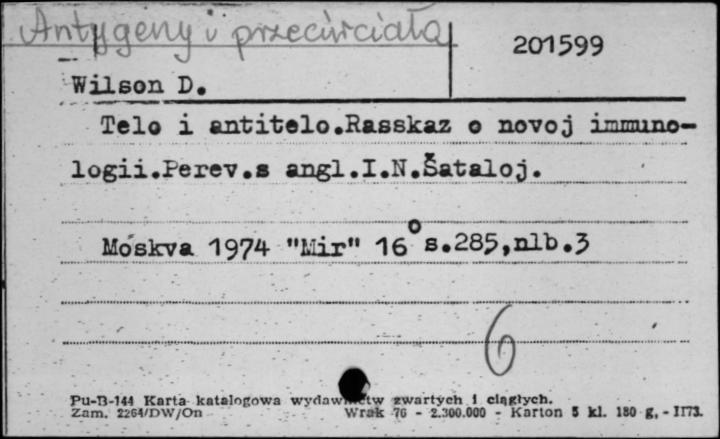 Antygeny i przeciwciała
201599
Wilson D.
Telo i antitelo.Rasskaz o novoj immuno-
logii.Perev.s angl.I.N.Šataloj.
Moskva 1974 "Mir" 16° s.285,nlb.3
6
Pu-B-144 Karta katalogowa wydawnictw zwartych i ciągłych.
Zam. 2264/DW/On Wrak 76 - 2.300.000 - Karton 5 kl. 180 g. - II73.